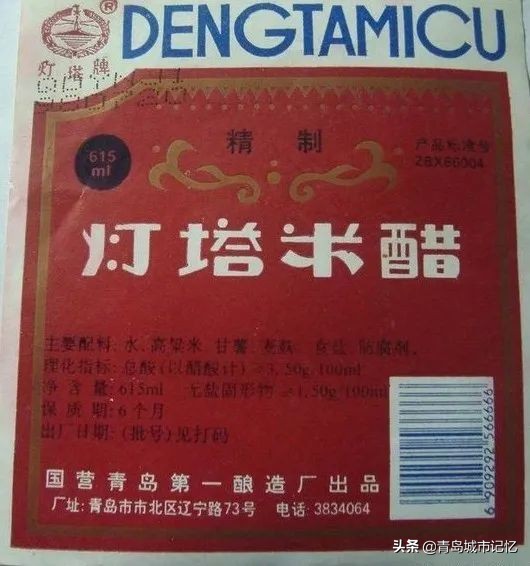 ® DENGTAMICU
灯塔牌
精制
615 ml
产品标准号
ZBX66004
灯塔米醋
主要配料: 水、高粱米、甘薯、麦麸、食盐、防腐剂。
理化指标: 总酸(以醋酸计) ≥3.50g/100ml
净含量: 615ml 无盐固形物 ≥1.50g/100ml
保质期: 6个月
出厂日期: (批号)见打码
国营青岛第一酿造厂出品
厂址: 青岛市市北区辽宁路73号 电话: 3834064
6 909292 566666
头条 @青岛城市记忆